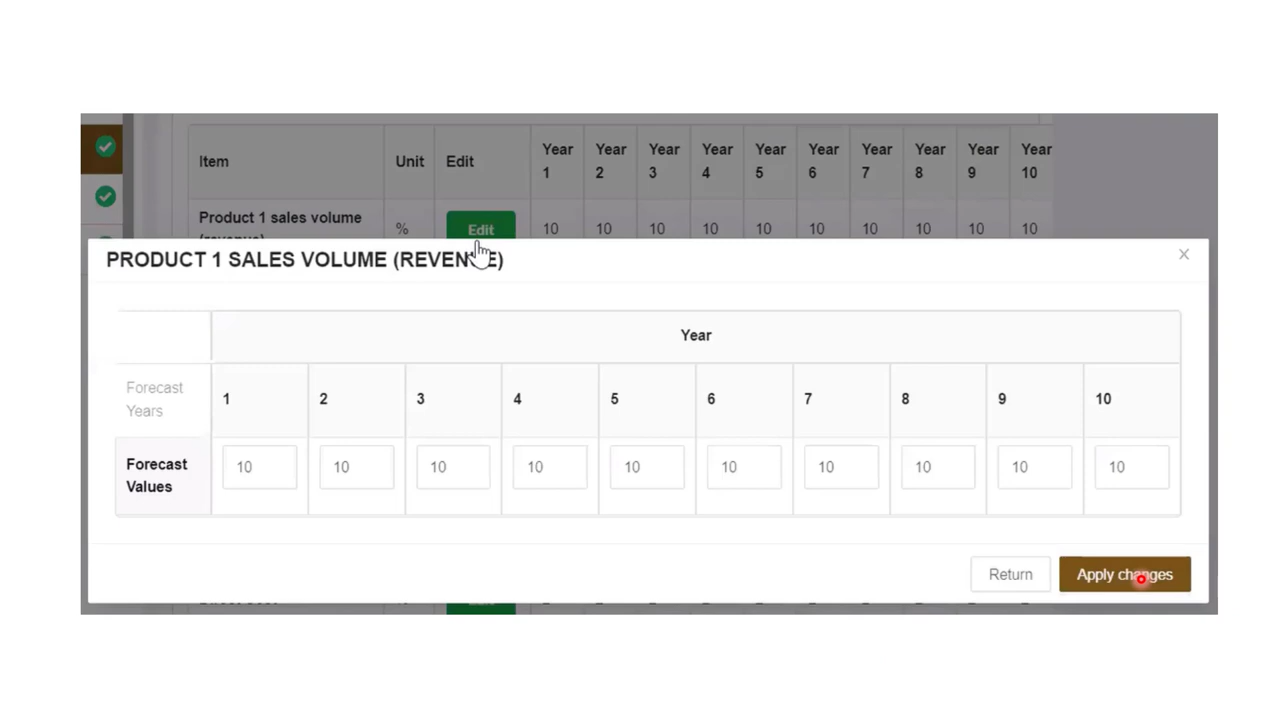 Item Unit Edit Year 1 Year 2 Year 3 Year 4 Year 5 Year 6 Year 7 Year 8 Year 9 Year 10
Product 1 sales volume (revenue) % Edit 10 10 10 10 10 10 10 10 10 10
PRODUCT 1 SALES VOLUME (REVENUE)
Year
Forecast Years 1 2 3 4 5 6 7 8 9 10
Forecast Values 10 10 10 10 10 10 10 10 10 10
Return Apply changes